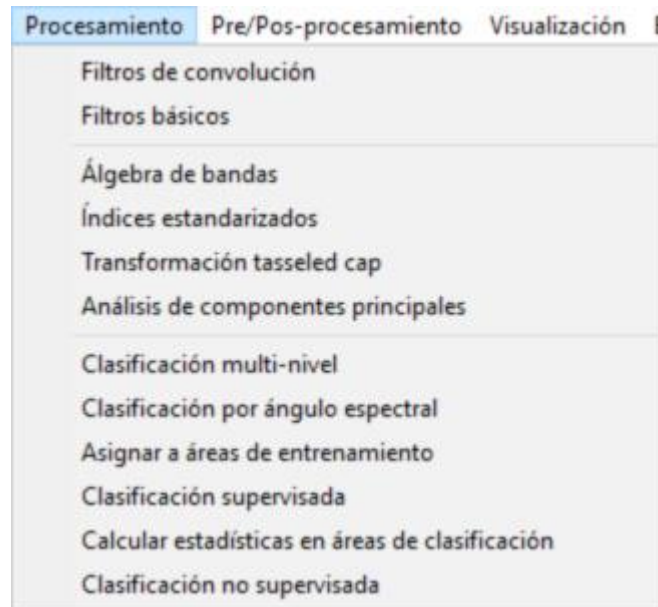 Procesamiento Pre/Pos-procesamiento Visualización
Filtros de convolución
Filtros básicos
Álgebra de bandas
Índices estandarizados
Transformación tasseled cap
Análisis de componentes principales
Clasificación multi-nivel
Clasificación por ángulo espectral
Asignar a áreas de entrenamiento
Clasificación supervisada
Calcular estadísticas en áreas de clasificación
Clasificación no supervisada